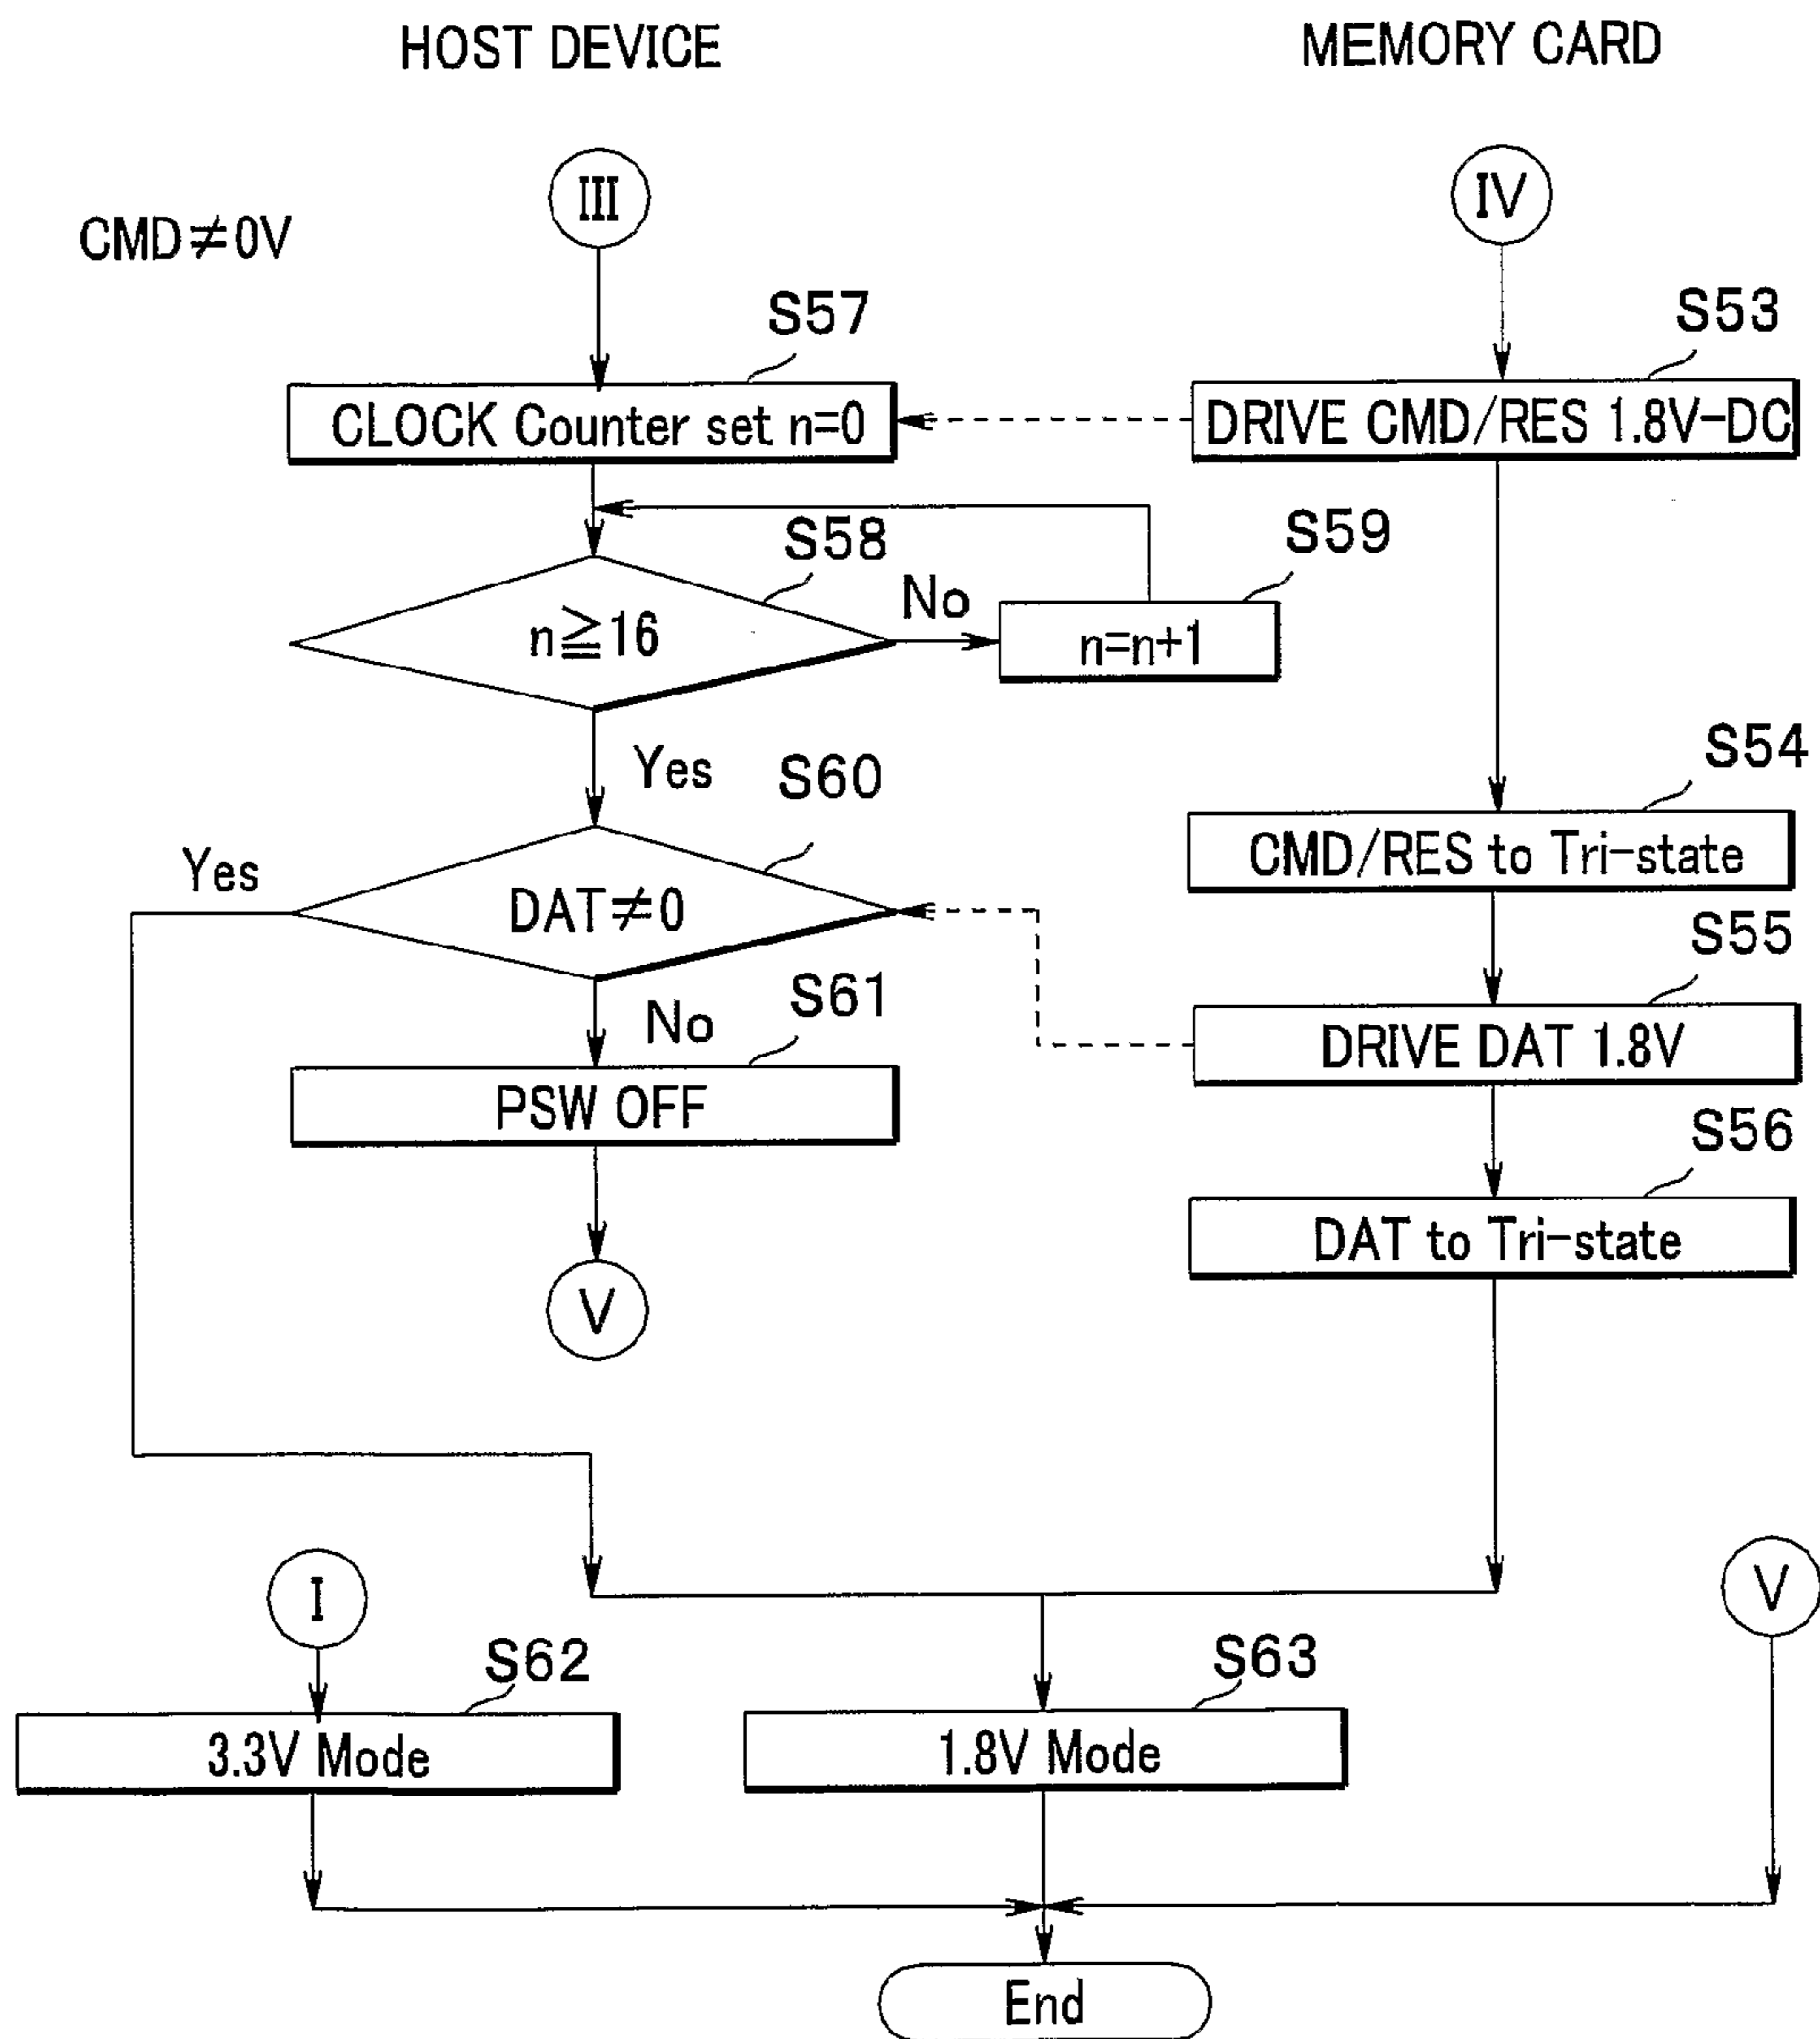 HOST DEVICE
MEMORY CARD
III
IV
CMD≠0V
S57
S53
CLOCK Counter set n=0
DRIVE CMD/RES 1.8V-DC
S58
S59
n≧16
No
n=n+1
Yes
S60
S54
CMD/RES to Tri-state
Yes
DAT≠0
S55
S61
No
DRIVE DAT 1.8V
PSW OFF
S56
DAT to Tri-state
V
I
V
S62
S63
3.3V Mode
1.8V Mode
End